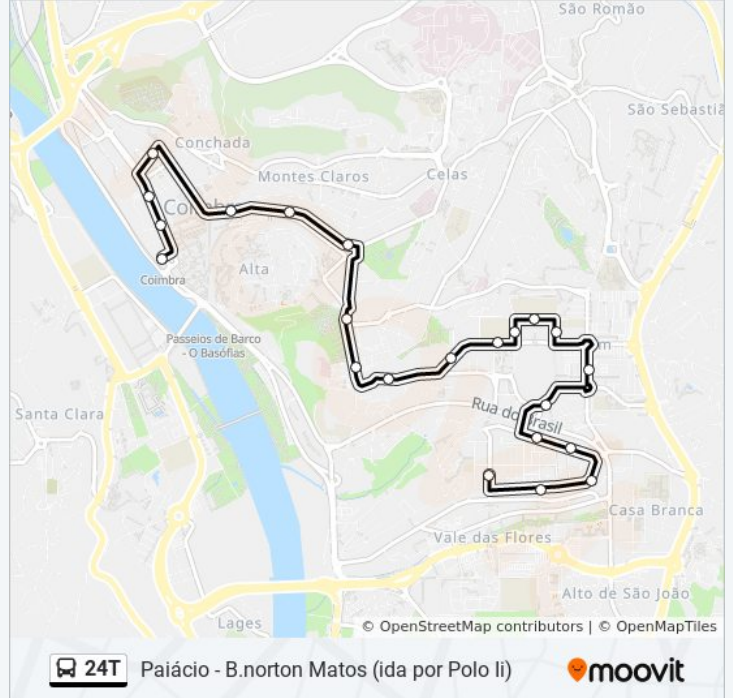 São Romão
São Sebastiã
Conchada
Montes Claros
Celas
Coimbra
Alta
Coimbra
Passeios de Barco
- O Basófias
Santa Clara
Rua do Brasil
Casa Branca
Vale das Flores
Alto de São João
Lages
© OpenStreetMap contributors | © OpenMapTiles
24T Paiácio - B.norton Matos (ida por Polo Ii)
moovit